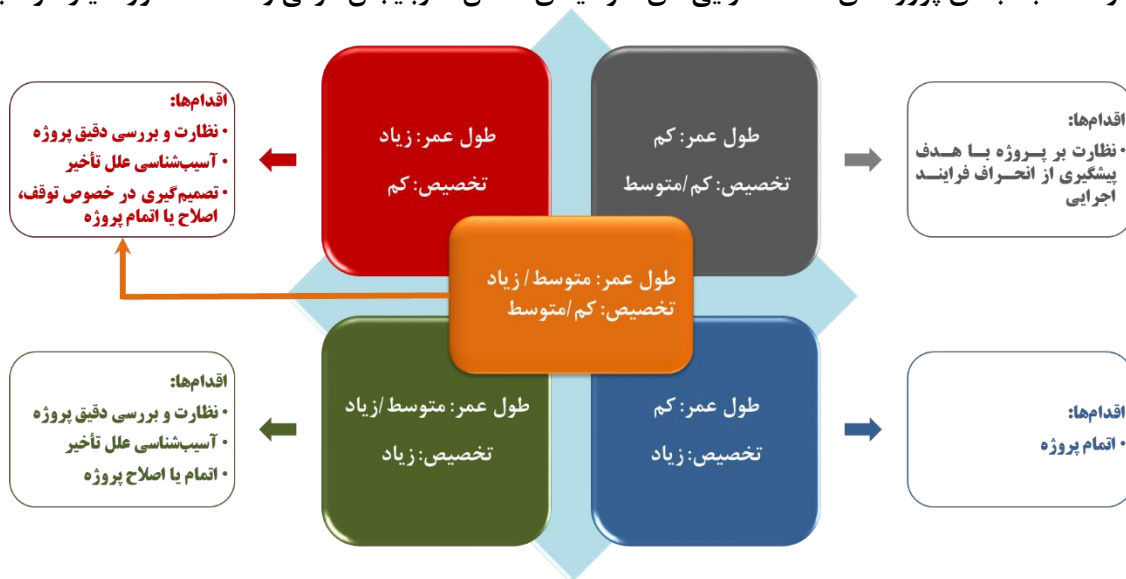 اقدام‌ها:
• نظارت بر پروژه با هدف
پیشگیری از انحراف فرایند
اجرایی
طول عمر: کم
تخصیص: کم/متوسط
طول عمر: زیاد
تخصیص: کم
اقدام‌ها:
• نظارت و بررسی دقیق پروژه
• آسیب‌شناسی علل تأخیر
• تصمیم‌گیری در خصوص توقف،
اصلاح یا اتمام پروژه
طول عمر: متوسط/ زیاد
تخصیص: کم/متوسط
اقدام‌ها:
• اتمام پروژه
طول عمر: کم
تخصیص: زیاد
طول عمر: متوسط/زیاد
تخصیص: زیاد
اقدام‌ها:
• نظارت و بررسی دقیق پروژه
• آسیب‌شناسی علل تأخیر
• اتمام یا اصلاح پروژه